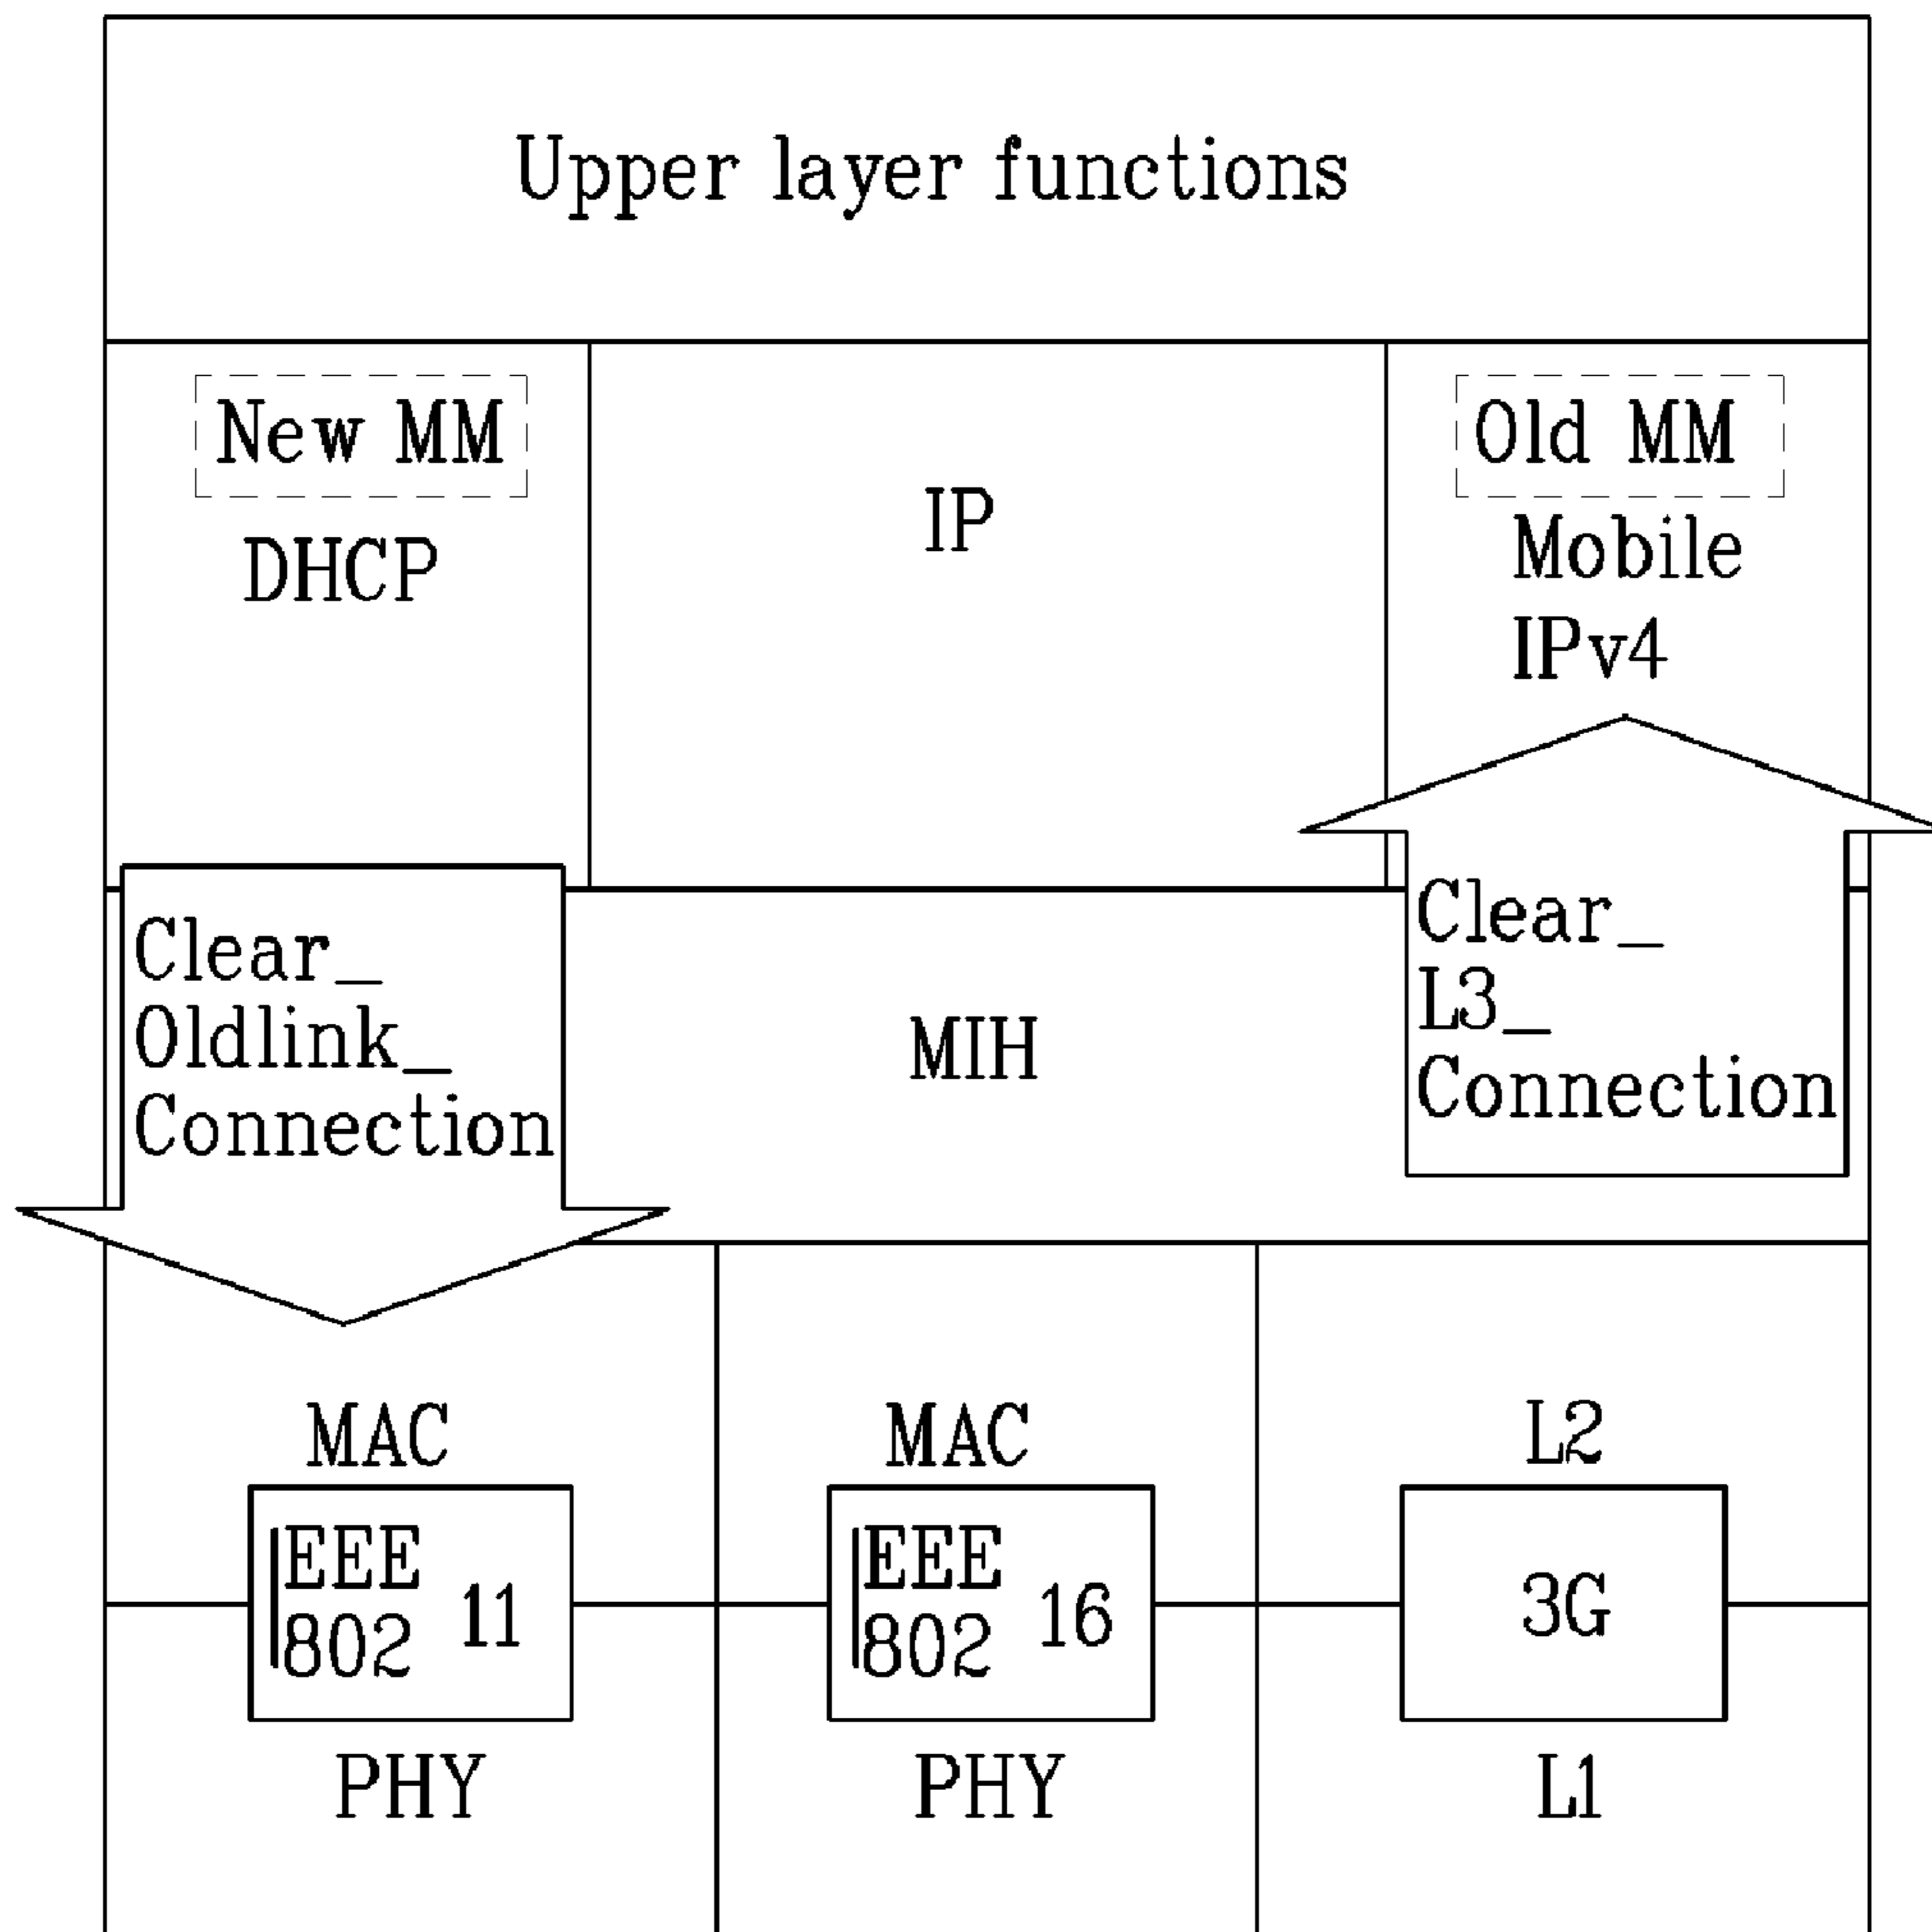 Upper layer functions
New MM
DHCP
IP
Old MM
Mobile
IPv4
Clear_
Oldlink_
Connection
MIH
Clear_
L3_
Connection
MAC
IEEE
802 11
PHY
MAC
IEEE
802 16
PHY
L2
3G
L1